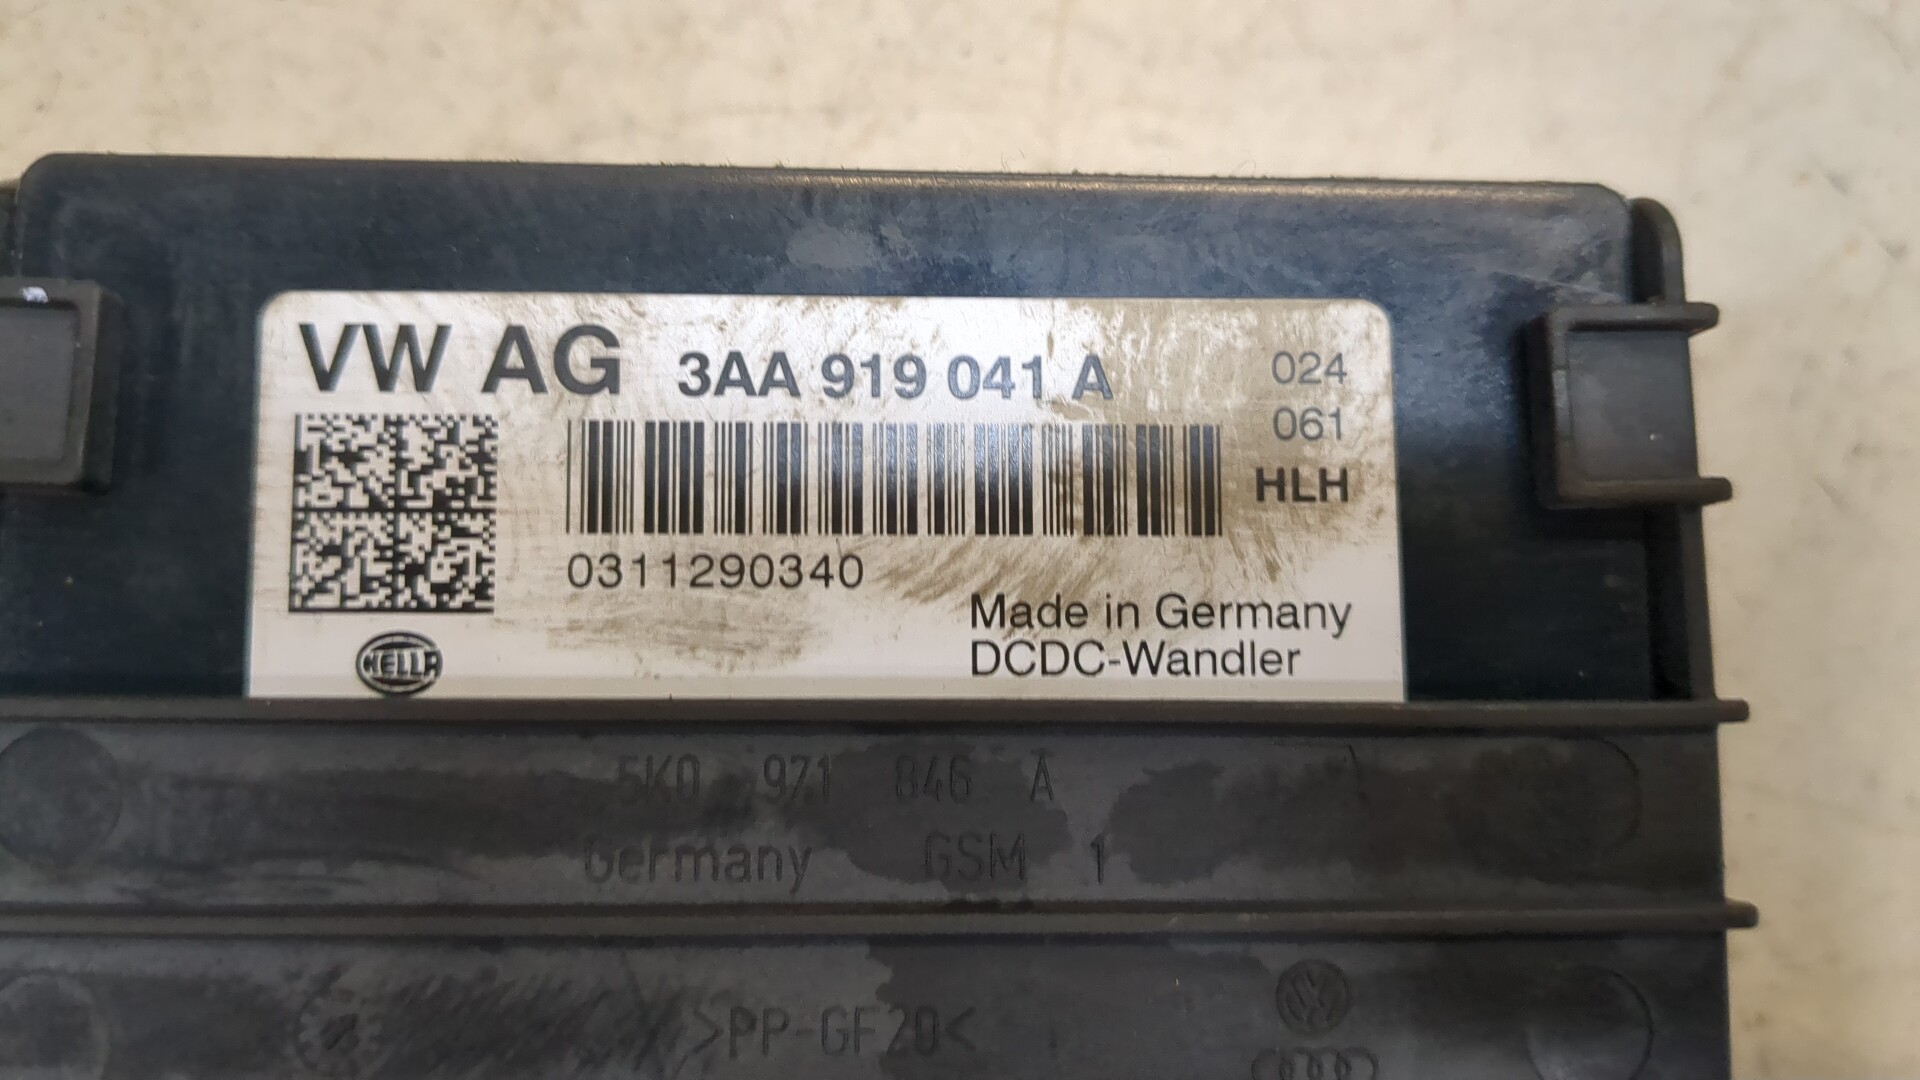 VW AG 3AA 919 041 A 024
061
HLH
0311290340
Made in Germany
DCDC-Wandler
HELLA
5K0 971 846 A
Germany GSM 1
>PP-GF20<